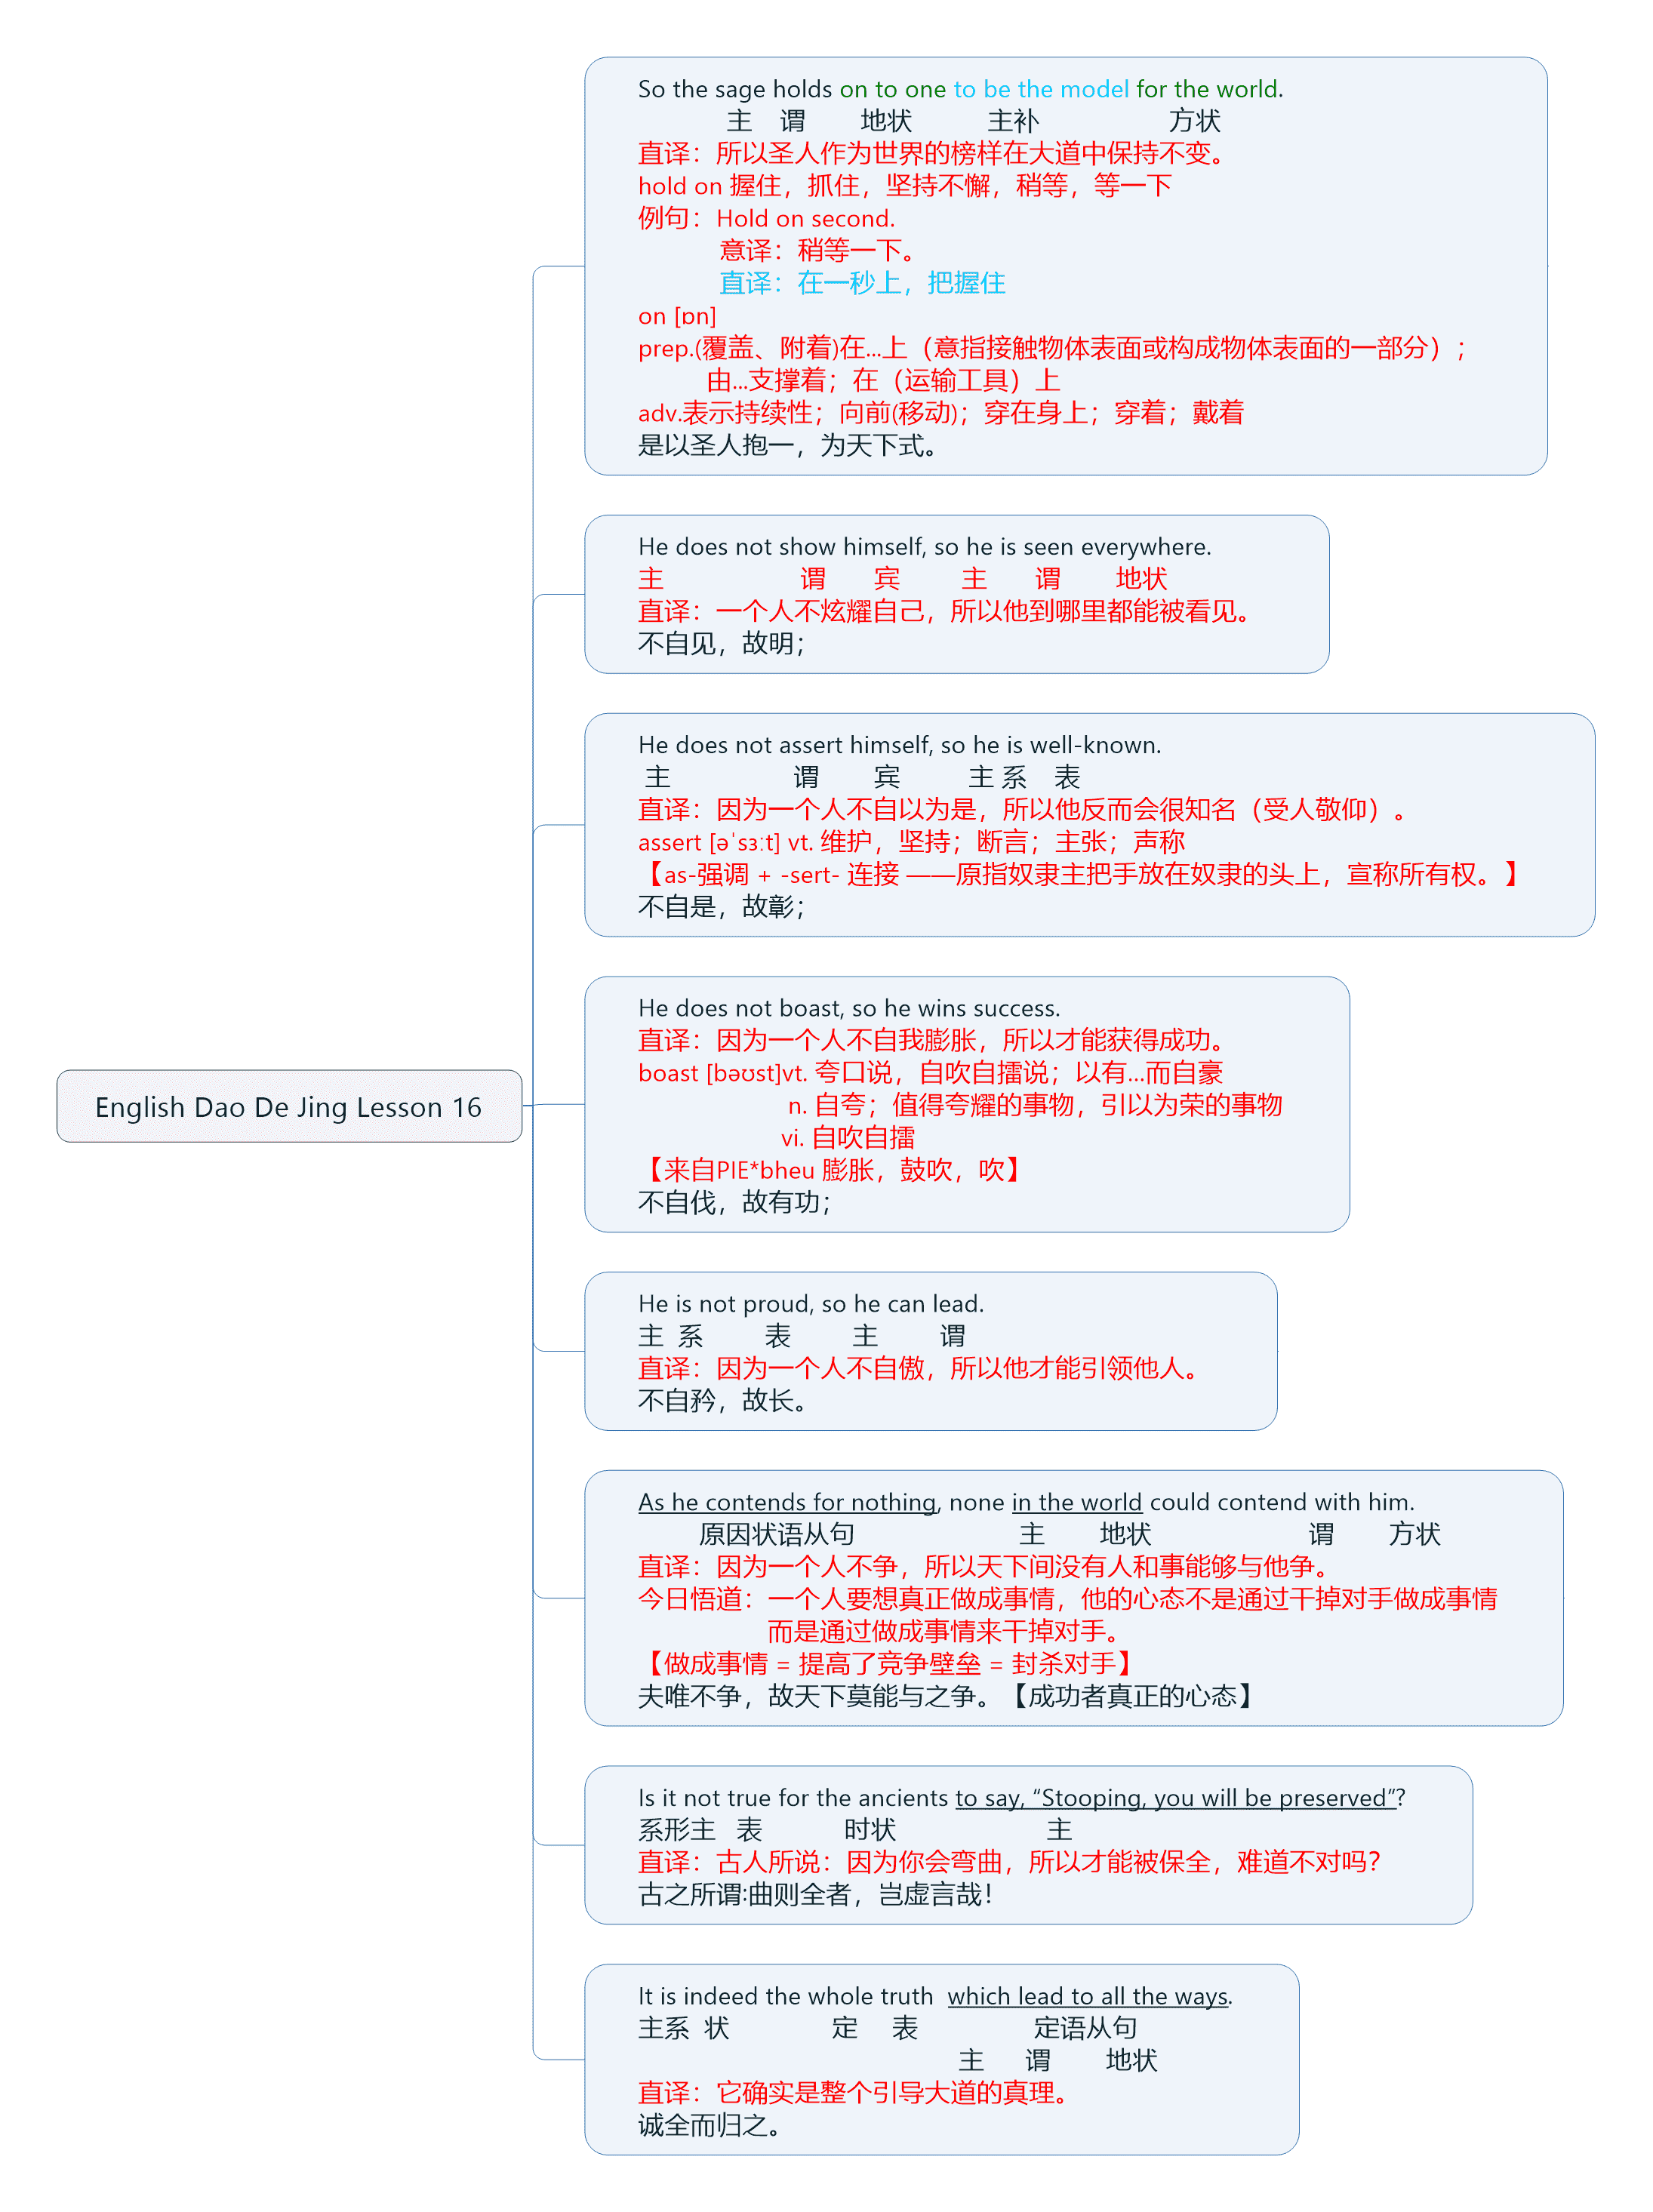 English Dao De Jing Lesson 16
So the sage holds on to one to be the model for the world.
主 谓 地状 主补 方状
直译：所以圣人作为世界的榜样在大道中保持不变。
hold on 握住，抓住，坚持不懈，稍等，等一下
例句：Hold on second.
意译：稍等一下。
直译：在一秒上，把握住
on [ɒn]
prep.(覆盖、附着)在...上（意指接触物体表面或构成物体表面的一部分）；
由...支撑着；在（运输工具）上
adv.表示持续性；向前(移动)；穿在身上；穿着；戴着
是以圣人抱一，为天下式。
He does not show himself, so he is seen everywhere.
主 谓 宾 主 谓 地状
直译：一个人不炫耀自己，所以他到哪里都能被看见。
不自见，故明；
He does not assert himself, so he is well-known.
主 谓 宾 主 系 表
直译：因为一个人不自以为是，所以他反而会很知名（受人敬仰）。
assert [əˈsɜːt] vt. 维护，坚持；断言；主张；声称
【as-强调 + -sert- 连接 ——原指奴隶主把手放在奴隶的头上，宣称所有权。】
不自是，故彰；
He does not boast, so he wins success.
直译：因为一个人不自我膨胀，所以才能获得成功。
boast [bəʊst]vt. 夸口说，自吹自擂说；以有...而自豪
n. 自夸；值得夸耀的事物，引以为荣的事物
vi. 自吹自擂
【来自PIE*bheu 膨胀，鼓吹，吹】
不自伐，故有功；
He is not proud, so he can lead.
主 系 表 主 谓
直译：因为一个人不自傲，所以他才能引领他人。
不自矜，故长。
As he contends for nothing, none in the world could contend with him.
原因状语从句 主 地状 谓 方状
直译：因为一个人不争，所以天下间没有人和事能够与他争。
今日悟道：一个人要想真正做成事情，他的心态不是通过干掉对手做成事情
而是通过做成事情来干掉对手。
【做成事情 = 提高了竞争壁垒 = 封杀对手】
夫唯不争，故天下莫能与之争。【成功者真正的心态】
Is it not true for the ancients to say, “Stooping, you will be preserved”?
系形主 表 时状 主
直译：古人所说：因为你会弯曲，所以才能被保全，难道不对吗？
古之所谓:曲则全者，岂虚言哉！
It is indeed the whole truth which lead to all the ways.
主系 状 定 表 定语从句
主 谓 地状
直译：它确实是整个引导大道的真理。
诚全而归之。